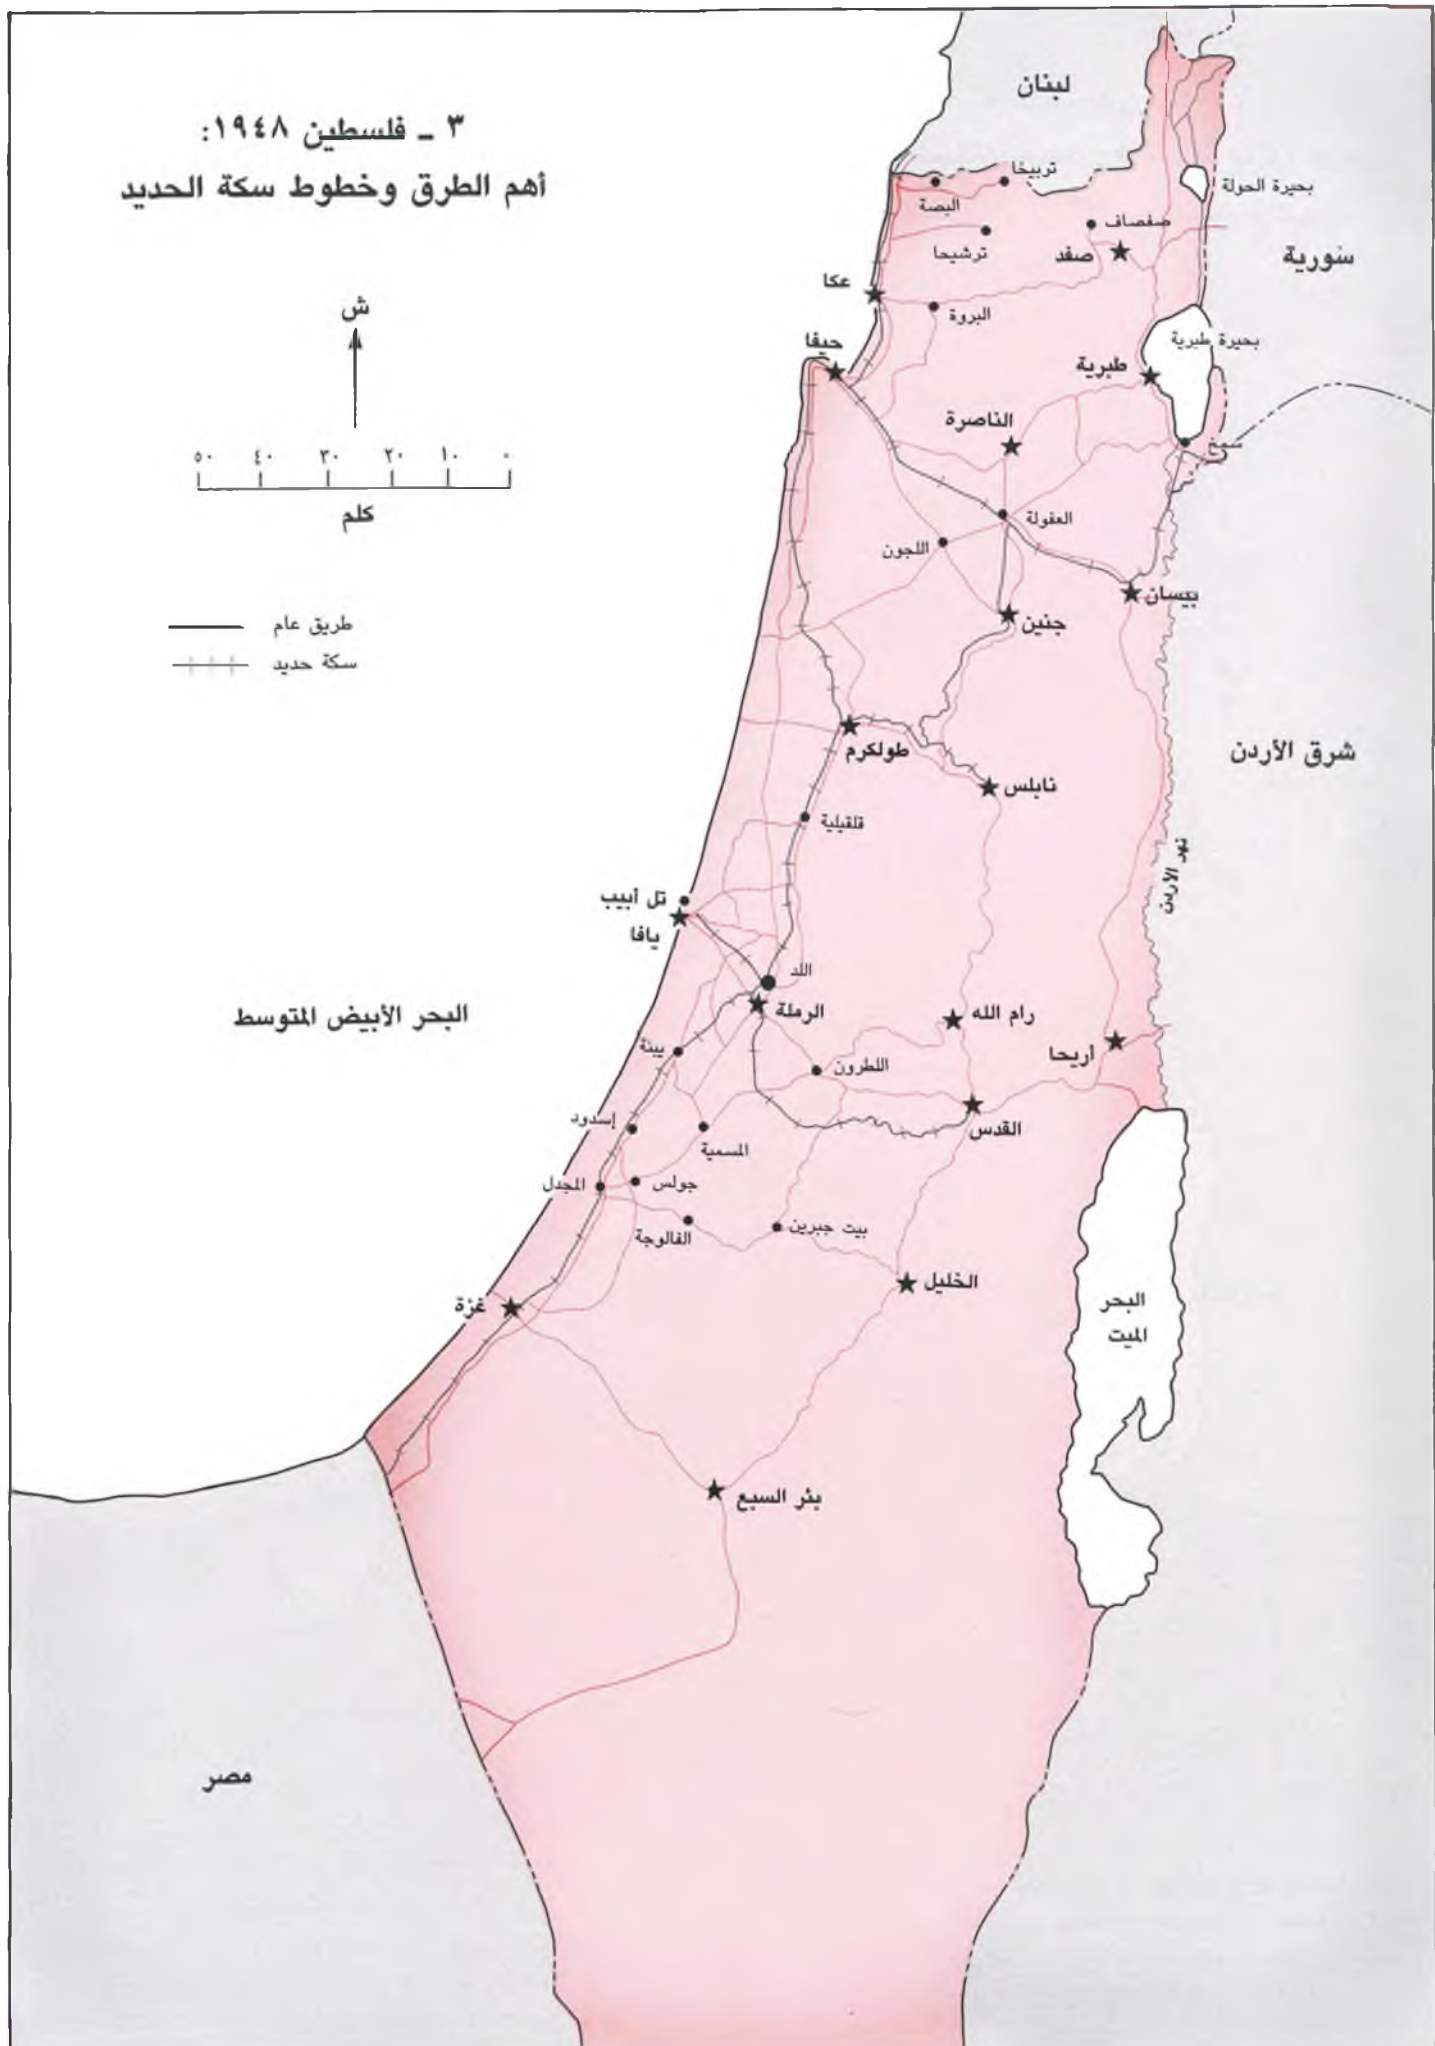 ٣ ـ فلسطين ١٩٤٨:
أهم الطرق وخطوط سكة الحديد
ش
٥٠ ٤٠ ٣٠ ٢٠ ١٠ ٠
كلم
طريق عام
سكة حديد
لبنان
سورية
شرق الأردن
مصر
البحر الأبيض المتوسط
بحيرة الحولة
بحيرة طبرية
نهر الأردن
البحر
الميت
تربيخا
البصة
ترشيحا
صفصاف
صفد
عكا
البروة
حيفا
طبرية
الناصرة
سمخ
العفولة
اللجون
بيسان
جنين
طولكرم
نابلس
قلقيلية
تل أبيب
يافا
اللد
الرملة
رام الله
أريحا
يبنة
اللطرون
القدس
إسدود
المسمية
المجدل
جولس
الفالوجة
بيت جبرين
الخليل
غزة
بئر السبع